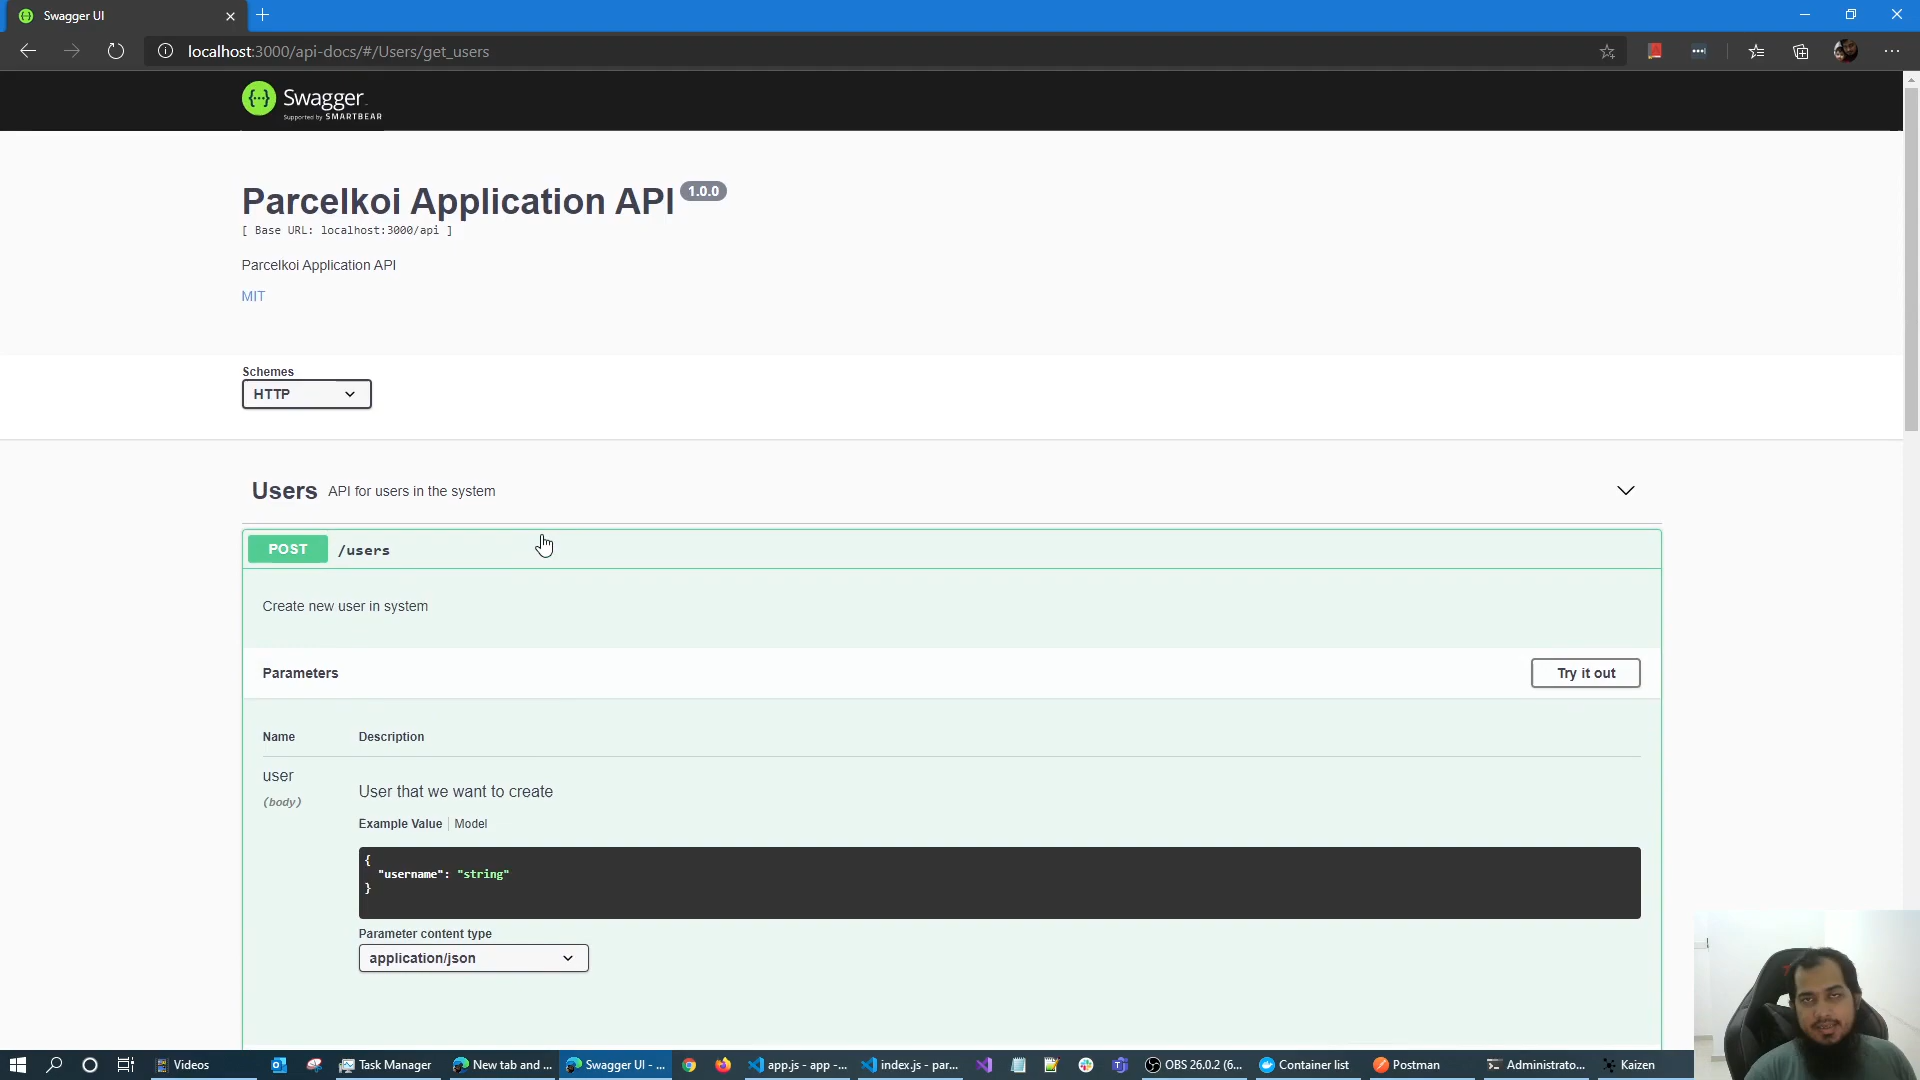 Swagger UI
localhost:3000/api-docs/#/Users/get_users
Swagger
Supported by SMARTBEAR
Parcelkoi Application API 1.0.0
[ Base URL: localhost:3000/api ]
Parcelkoi Application API
MIT
Schemes
HTTP
Users API for users in the system
POST /users
Create new user in system
Parameters
Try it out
Name Description
user
(body)
User that we want to create
Example Value Model
{
"username": "string"
}
Parameter content type
application/json
Videos Task Manager New tab and ... Swagger UI - ... app.js - app -... index.js - par... OBS 26.0.2 (6... Container list Postman Administrato... Kaizen